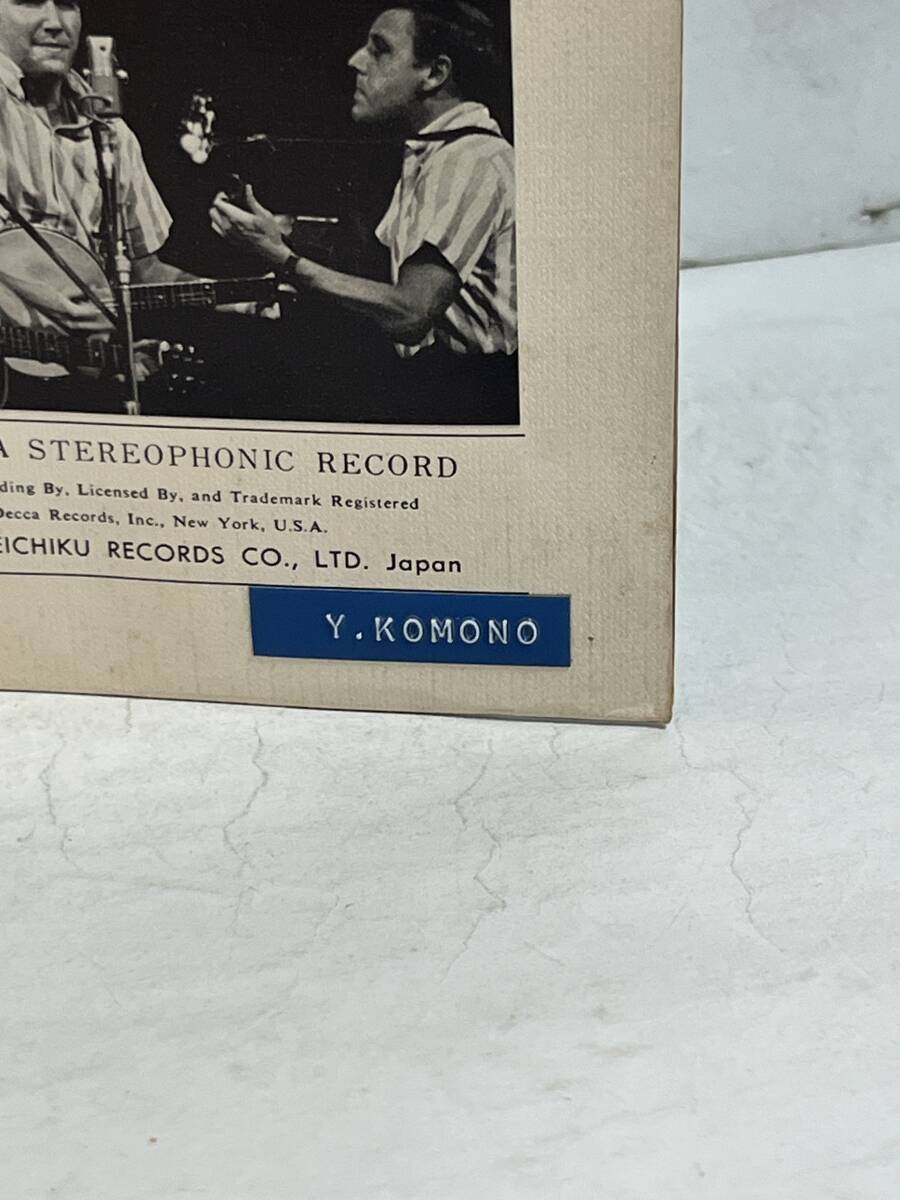 A STEREOPHONIC RECORD
ding By, Licensed By, and Trademark Registered
Decca Records, Inc., New York, U.S.A.
EICHIKU RECORDS CO., LTD. Japan
Y.KOMONO